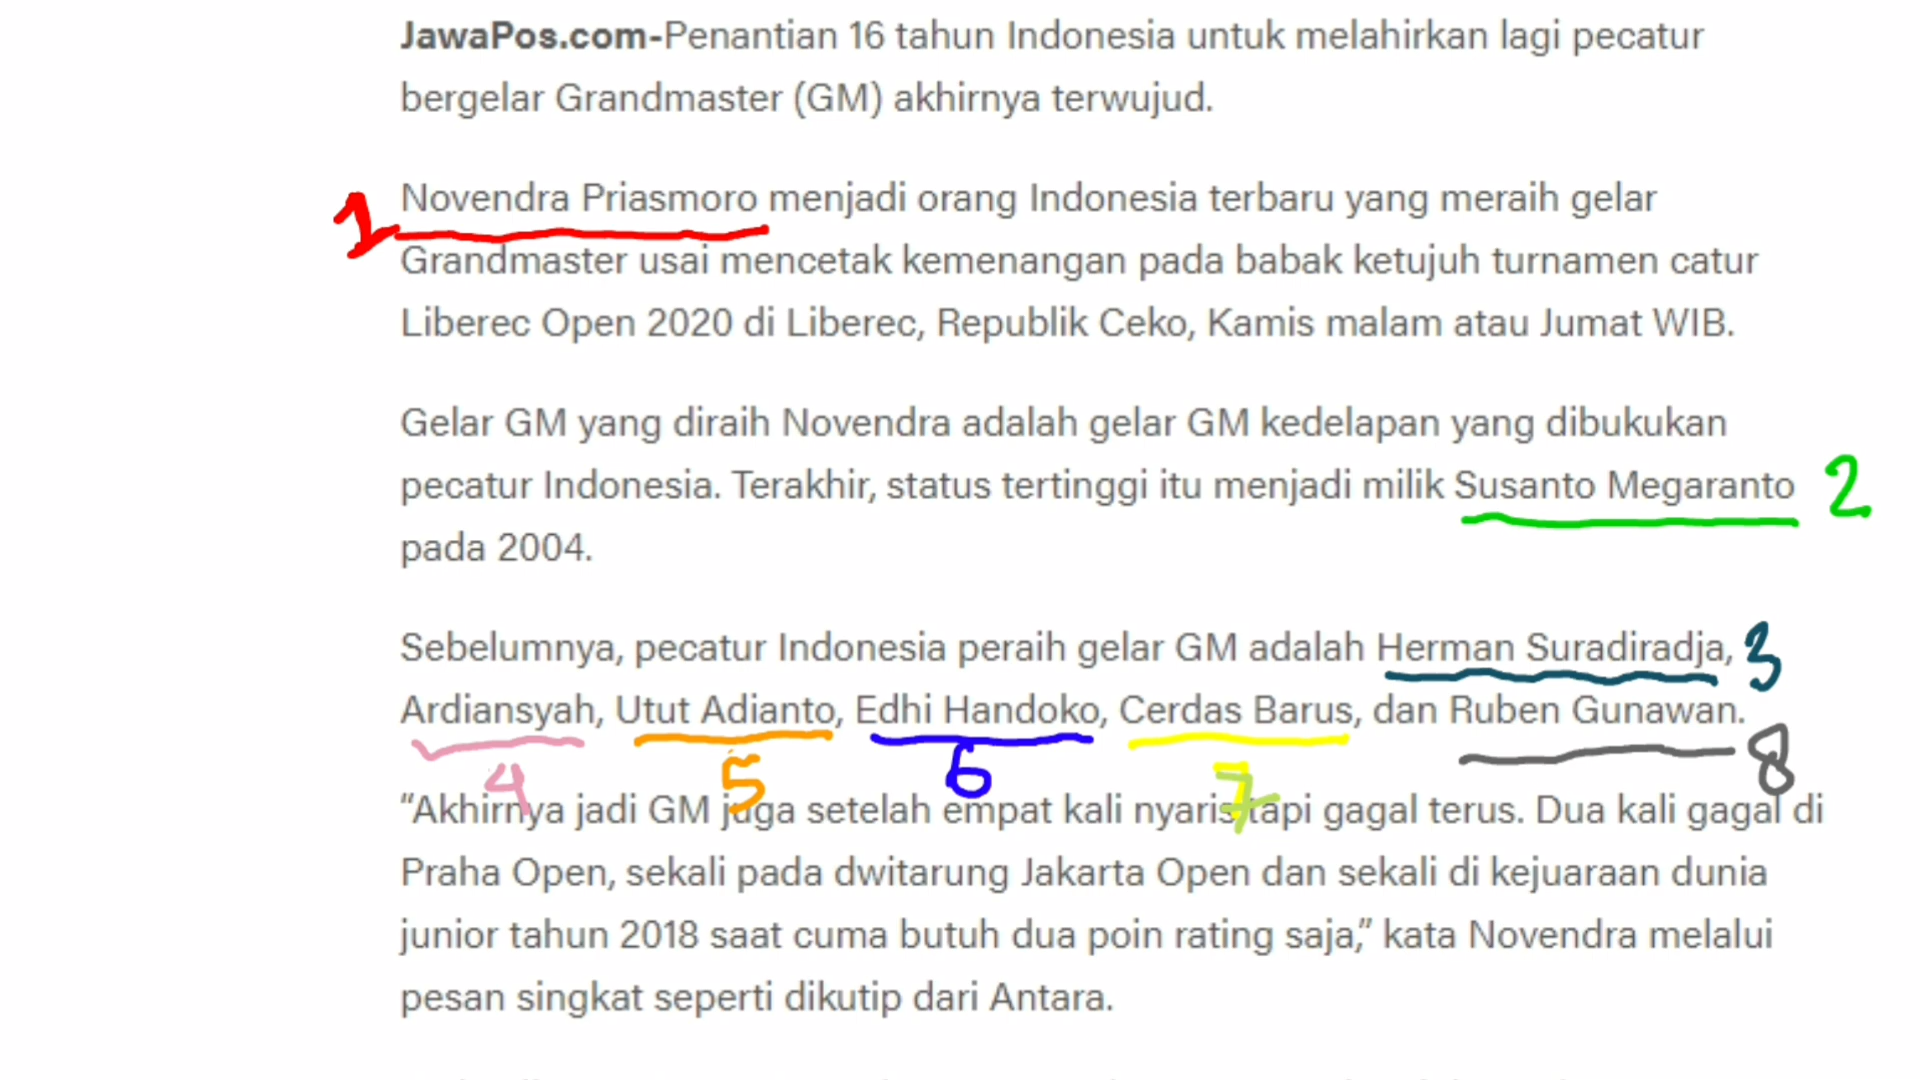 JawaPos.com-Penantian 16 tahun Indonesia untuk melahirkan lagi pecatur
bergelar Grandmaster (GM) akhirnya terwujud.
1 Novendra Priasmoro menjadi orang Indonesia terbaru yang meraih gelar
Grandmaster usai mencetak kemenangan pada babak ketujuh turnamen catur
Liberec Open 2020 di Liberec, Republik Ceko, Kamis malam atau Jumat WIB.
Gelar GM yang diraih Novendra adalah gelar GM kedelapan yang dibukukan
pecatur Indonesia. Terakhir, status tertinggi itu menjadi milik Susanto Megaranto 2
pada 2004.
Sebelumnya, pecatur Indonesia peraih gelar GM adalah Herman Suradiradja, 3
Ardiansyah, Utut Adianto, Edhi Handoko, Cerdas Barus, dan Ruben Gunawan.
4 5 6 7 8
“Akhirnya jadi GM juga setelah empat kali nyaris tapi gagal terus. Dua kali gagal di
Praha Open, sekali pada dwitarung Jakarta Open dan sekali di kejuaraan dunia
junior tahun 2018 saat cuma butuh dua poin rating saja,” kata Novendra melalui
pesan singkat seperti dikutip dari Antara.